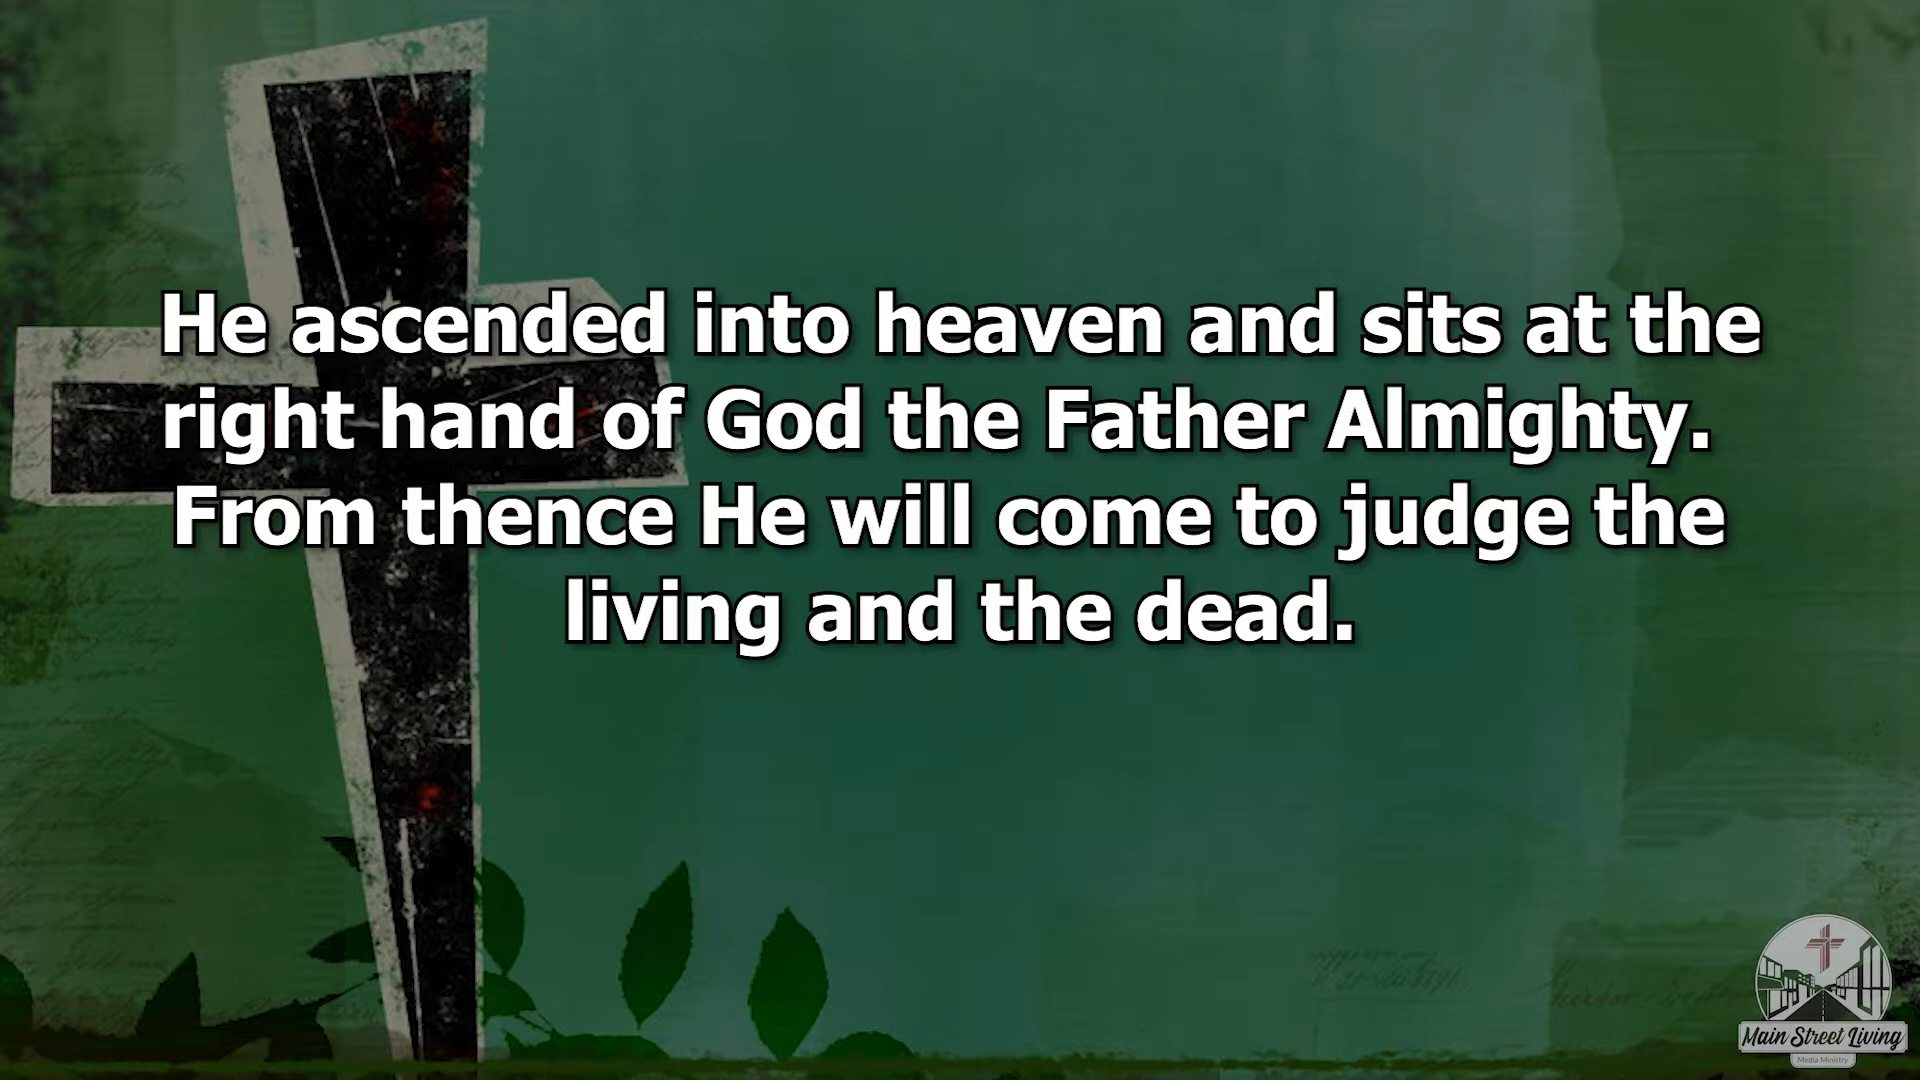 He ascended into heaven and sits at the
right hand of God the Father Almighty.
From thence He will come to judge the
living and the dead.
Main Street Living
Media Ministry